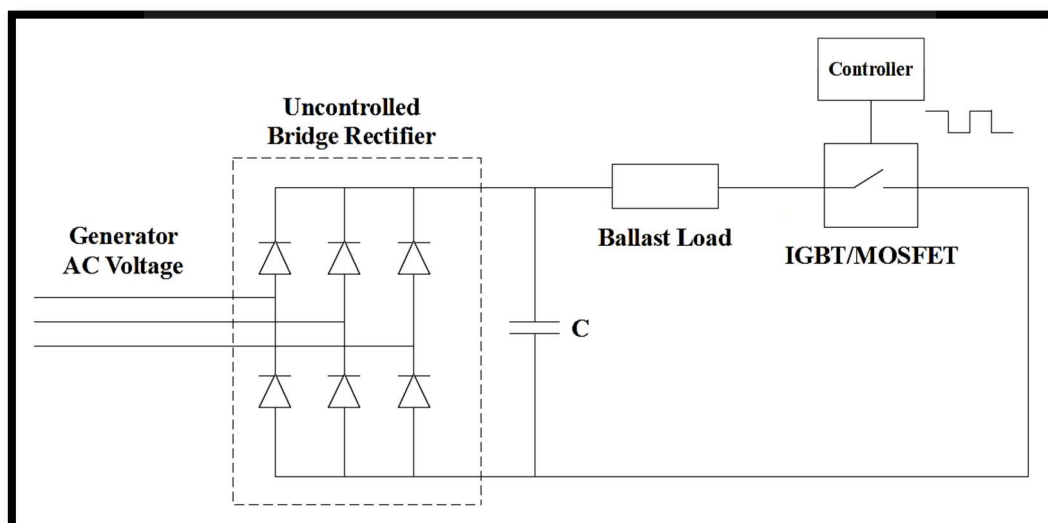 Controller
Uncontrolled
Bridge Rectifier
Generator
AC Voltage
Ballast Load
IGBT/MOSFET
C